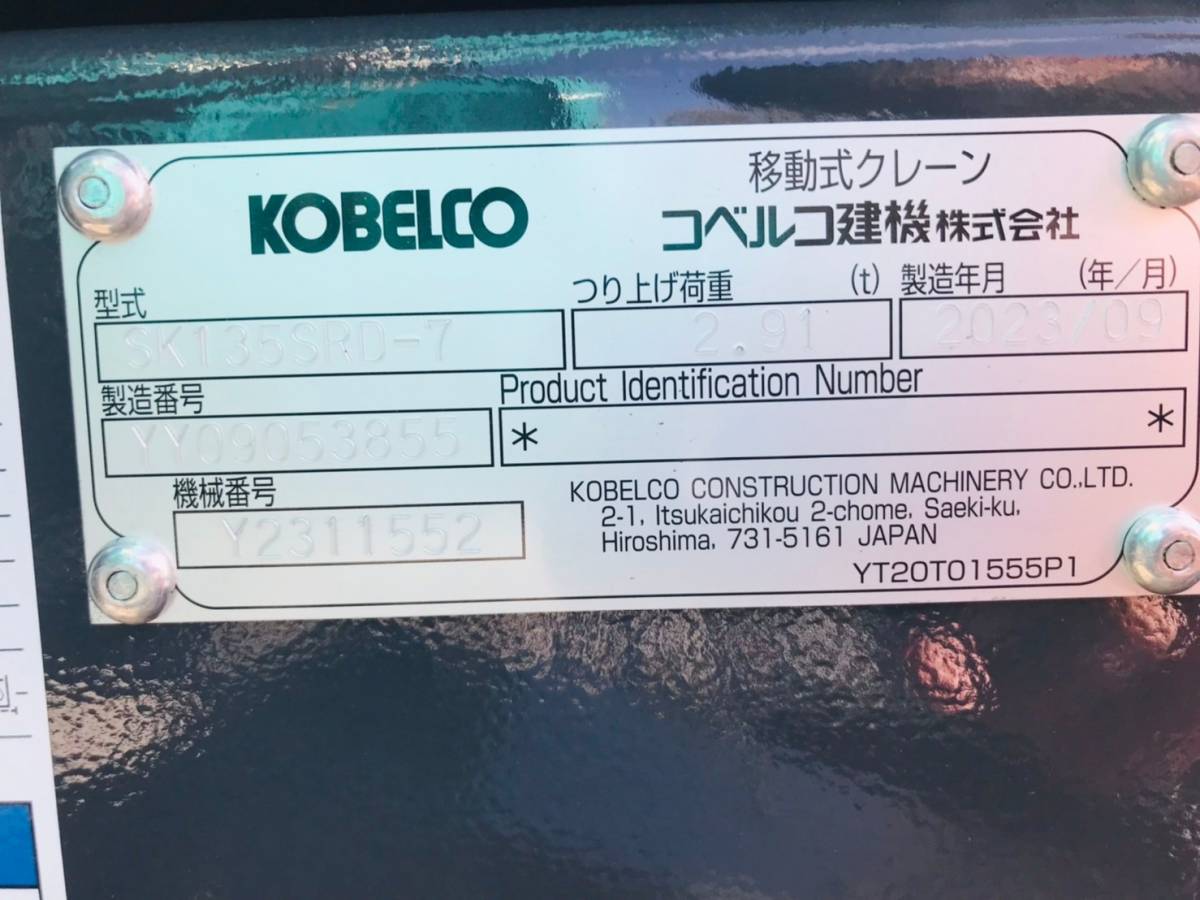 KOBELCO
移動式クレーン
コベルコ建機株式会社
型式
つり上げ荷重 (t)
製造年月 (年/月)
SK135SRD-7
2.91
2023/09
製造番号
Product Identification Number
YY09053855
* *
機械番号
Y2311552
KOBELCO CONSTRUCTION MACHINERY CO.,LTD.
2-1, Itsukaichikou 2-chome, Saeki-ku,
Hiroshima, 731-5161 JAPAN
YT20T01555P1